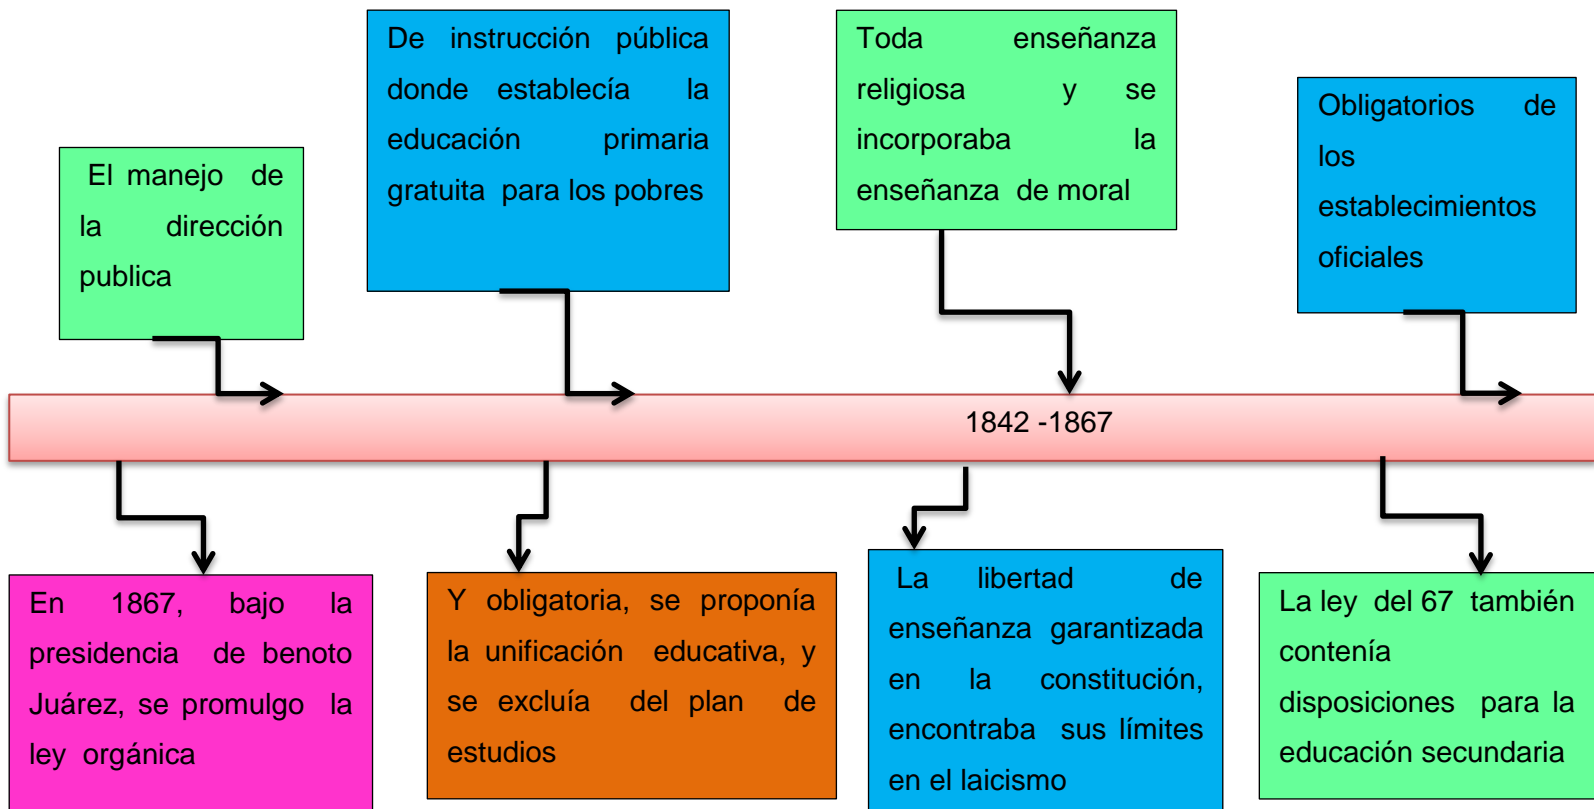 El manejo de
la dirección
publica
De instrucción pública
donde establecía la
educación primaria
gratuita para los pobres
Toda enseñanza
religiosa y se
incorporaba la
enseñanza de moral
Obligatorios de
los
establecimientos
oficiales
1842 -1867
En 1867, bajo la
presidencia de benoto
Juárez, se promulgo la
ley orgánica
Y obligatoria, se proponía
la unificación educativa, y
se excluía del plan de
estudios
La libertad de
enseñanza garantizada
en la constitución,
encontraba sus límites
en el laicismo
La ley del 67 también
contenía
disposiciones para la
educación secundaria